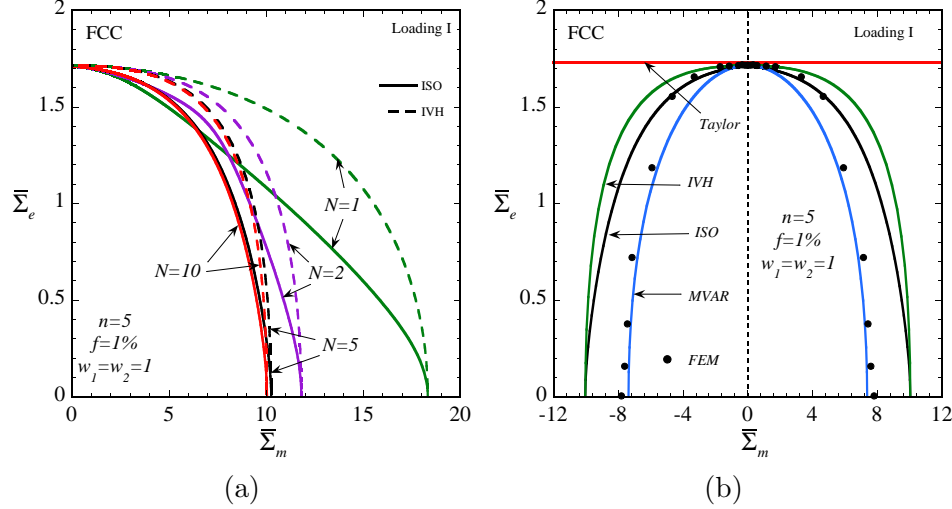 FCC
Loading I
ISO
IVH
N=1
N=2
N=10
N=5
n=5
f=1%
w₁=w₂=1
2
1.5
1
0.5
0
Σ̅ₑ
0
5
10
15
20
Σ̅ₘ
(a)
FCC
Loading I
Taylor
IVH
ISO
MVAR
FEM
n=5
f=1%
w₁=w₂=1
2
1.5
1
0.5
0
Σ̅ₑ
-12
-8
-4
0
4
8
12
Σ̅ₘ
(b)